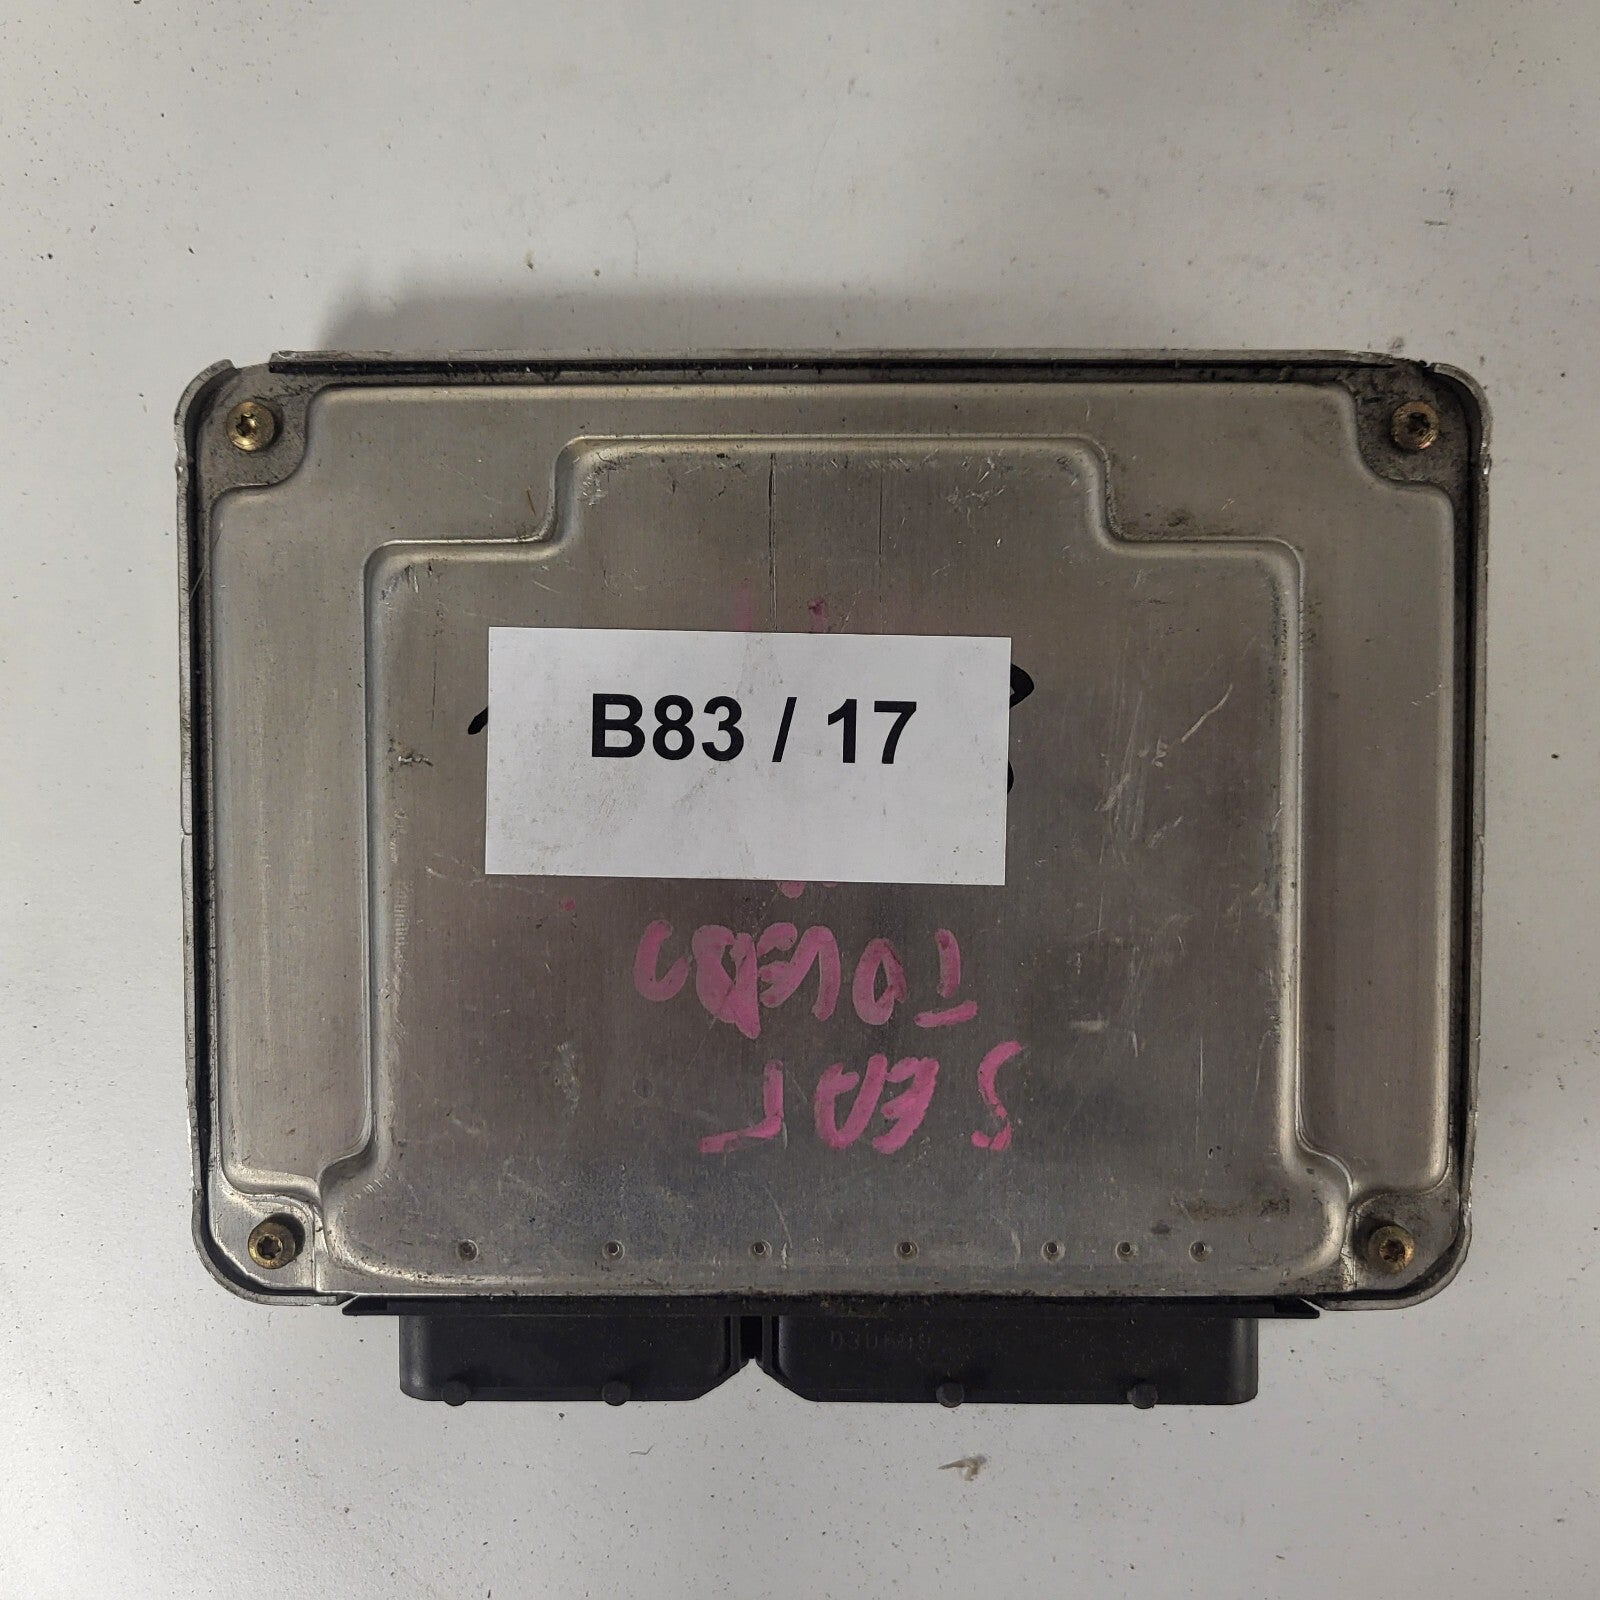 B83 / 17
SEAT
TOLEDO